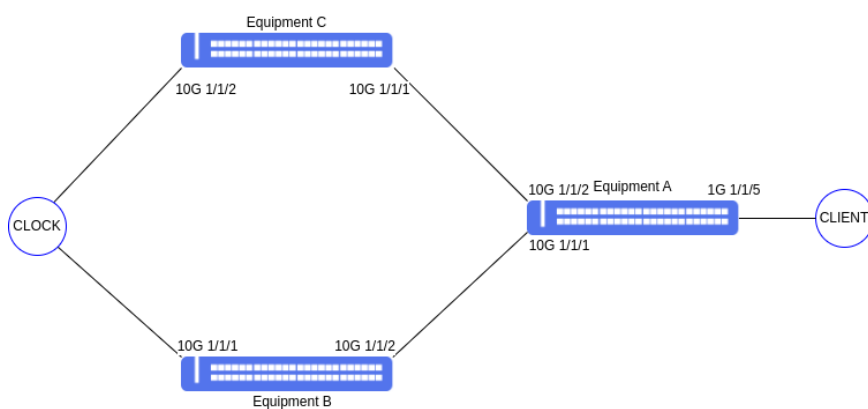 Equipment C
10G 1/1/2
10G 1/1/1
10G 1/1/2
Equipment A
1G 1/1/5
CLOCK
CLIENT
10G 1/1/1
10G 1/1/1
10G 1/1/2
Equipment B